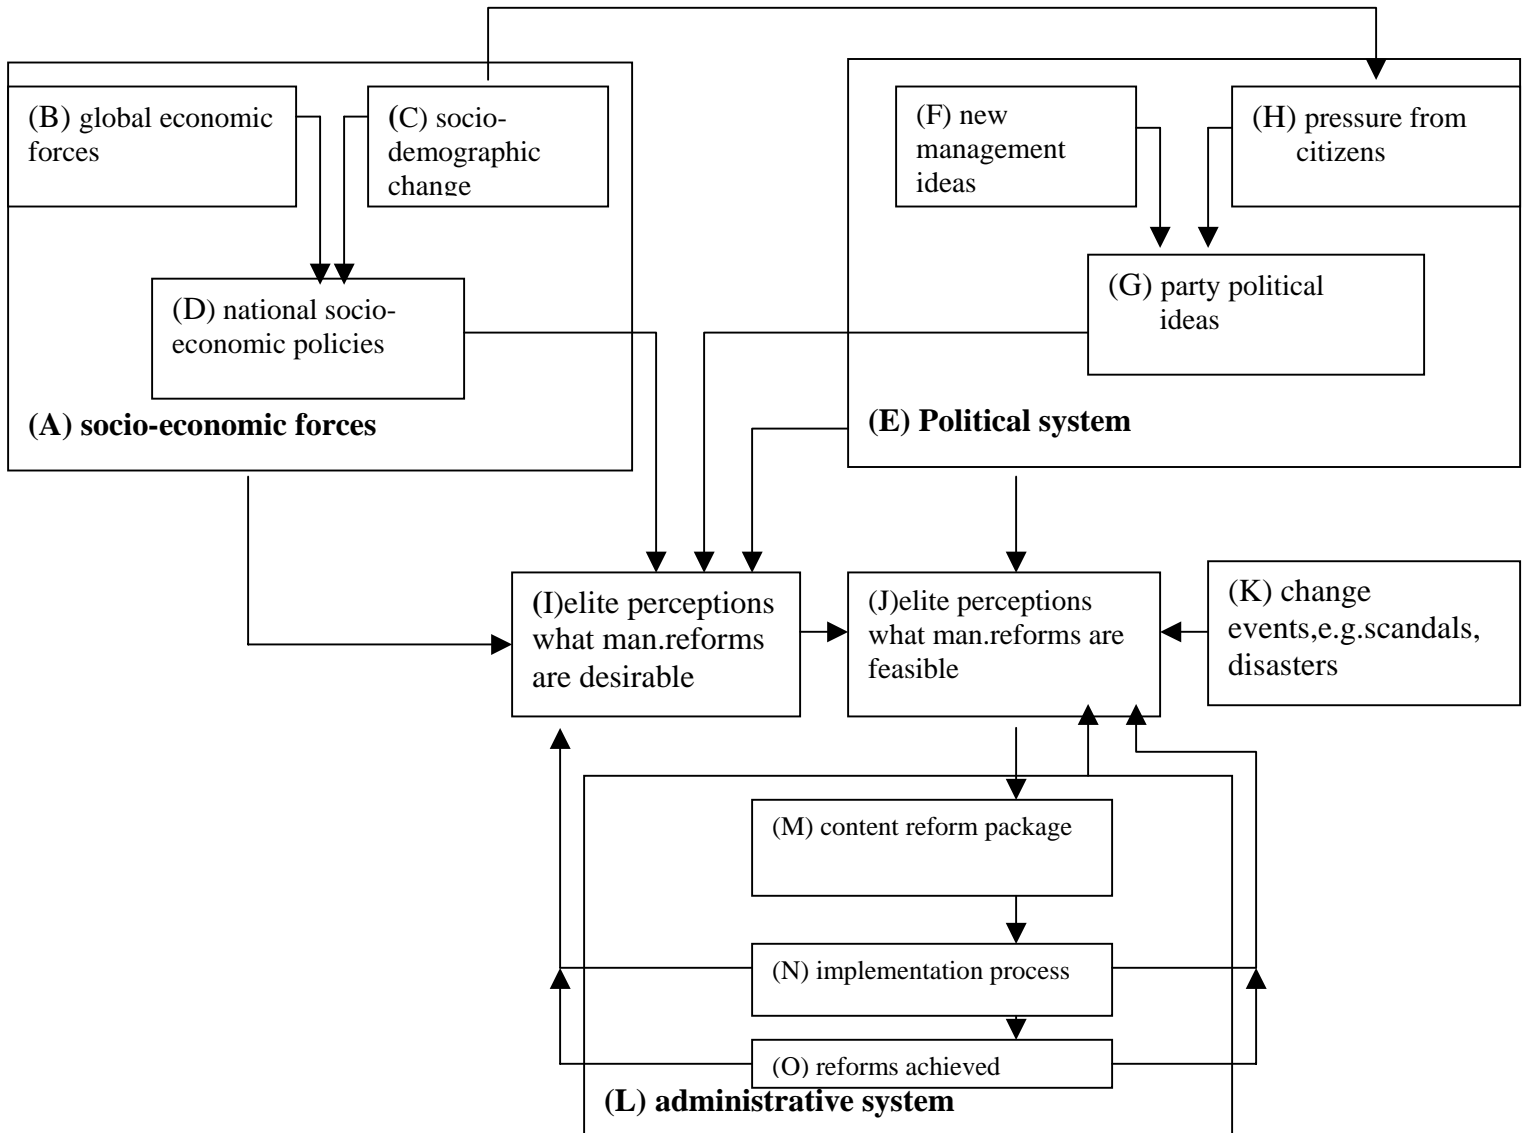 (B) global economic
forces
(C) socio-
demographic
change
(D) national socio-
economic policies
(A) socio-economic forces
(F) new
management
ideas
(H) pressure from
citizens
(G) party political
ideas
(E) Political system
(I)elite perceptions
what man.reforms
are desirable
(J)elite perceptions
what man.reforms are
feasible
(K) change
events,e.g.scandals,
disasters
(M) content reform package
(N) implementation process
(O) reforms achieved
(L) administrative system